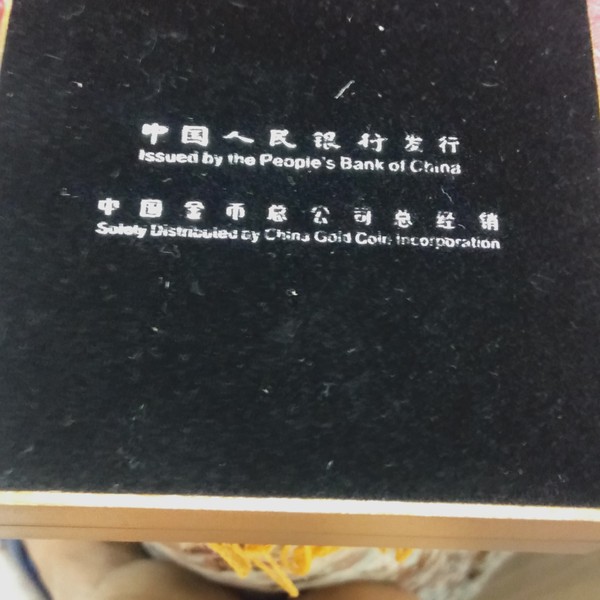 中国人民银行发行
Issued by the People's Bank of China
中国金币总公司总经销
Solely Distributed by China Gold Coin Incorporation